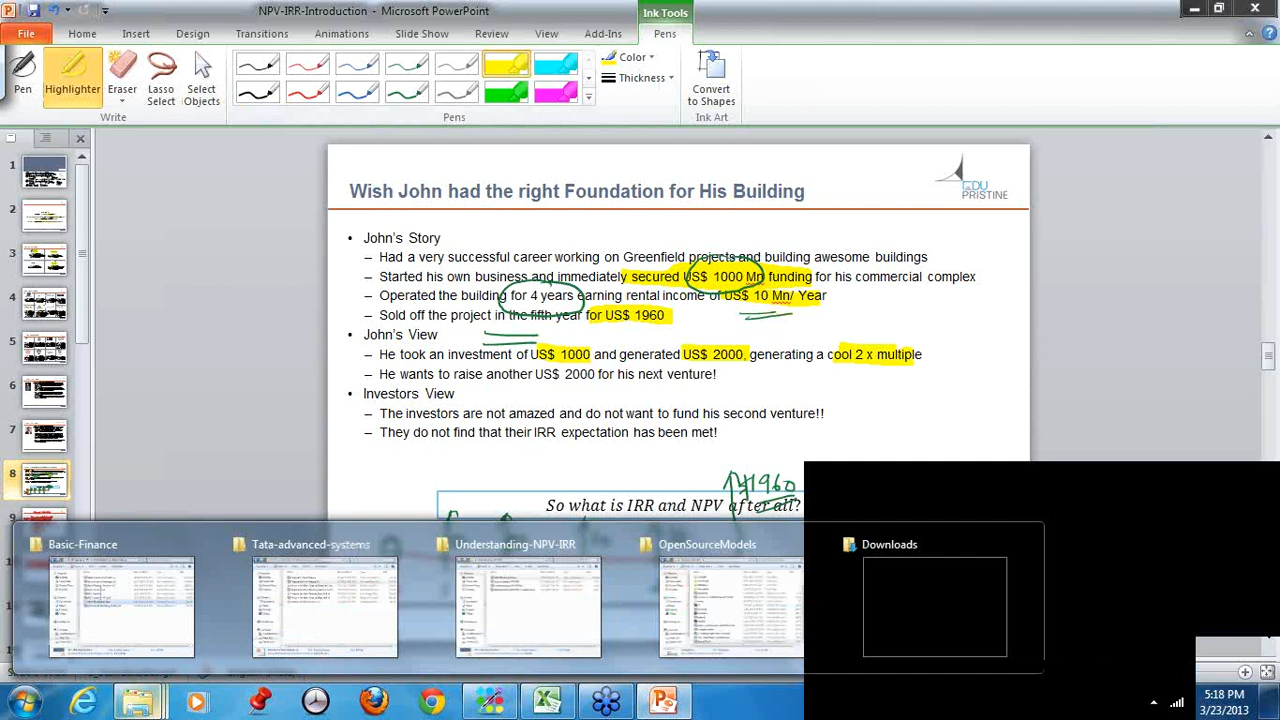 NPV-IRR-Introduction - Microsoft PowerPoint
Ink Tools
File Home Insert Design Transitions Animations Slide Show Review View Add-Ins Pens
Pen Highlighter Eraser Lasso Select Select Objects
Color
Thickness
Convert to Shapes
Write Pens Ink Art
1
2
3
4
5
6
7
8
9
Wish John had the right Foundation for His Building
EDU
PRISTINE
• John's Story
– Had a very successful career working on Greenfield projects and building awesome buildings
– Started his own business and immediately secured US$ 1000 Mn funding for his commercial complex
– Operated the building for 4 years earning rental income of US$ 10 Mn/ Year
– Sold off the project in the fifth year for US$ 1960
• John's View
– He took an investment of US$ 1000 and generated US$ 2000, generating a cool 2 x multiple
– He wants to raise another US$ 2000 for his next venture!
• Investors View
– The investors are not amazed and do not want to fund his second venture!!
– They do not find that their IRR expectation has been met!
1960
So what is IRR and NPV after all?
Basic-Finance Tata-advanced-systems Understanding-NPV-IRR OpenSourceModels Downloads
5:18 PM
3/23/2013